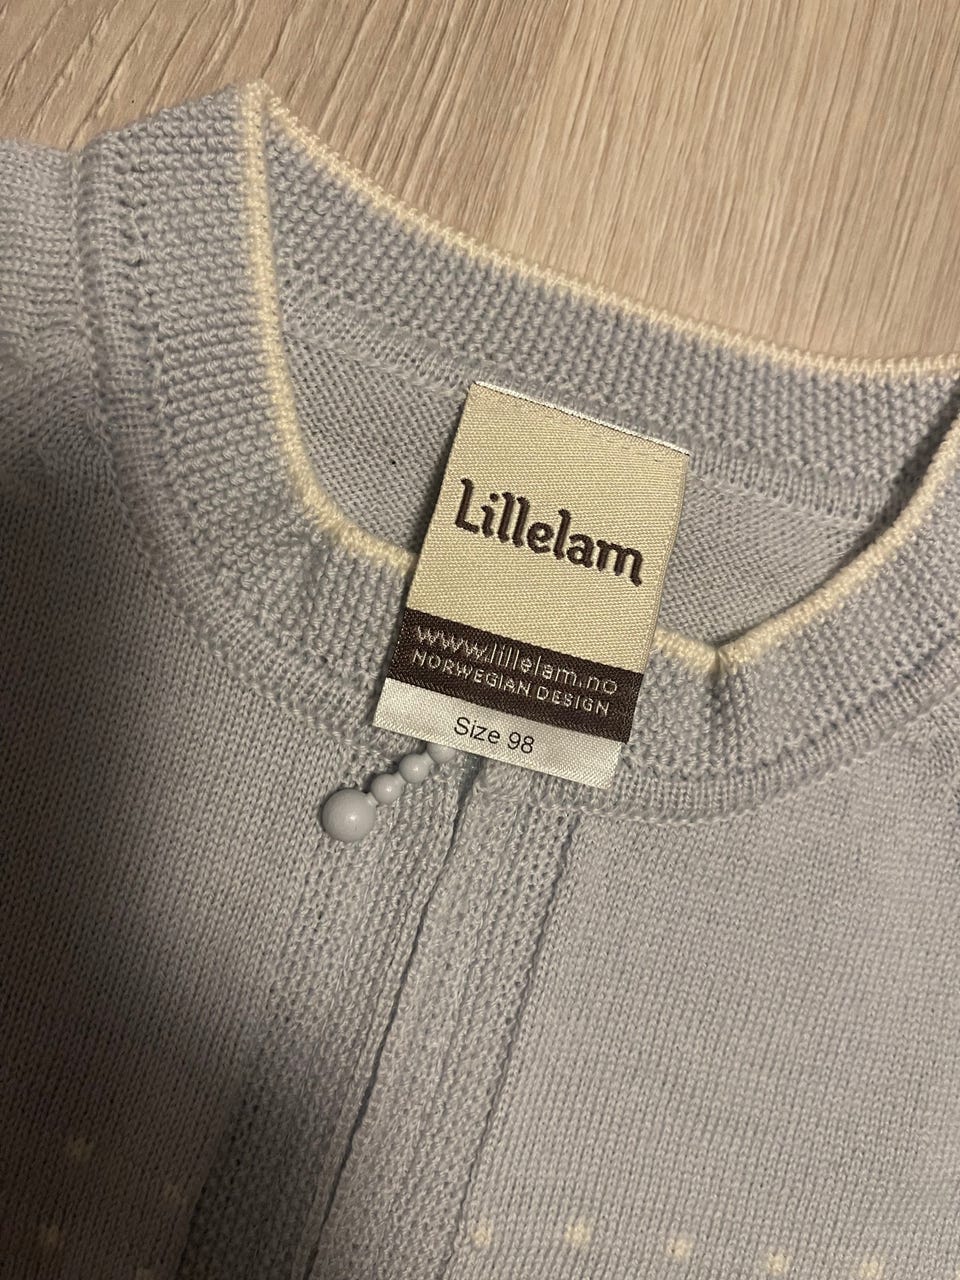 Lillelam
www.lillelam.no
NORWEGIAN DESIGN
Size 98